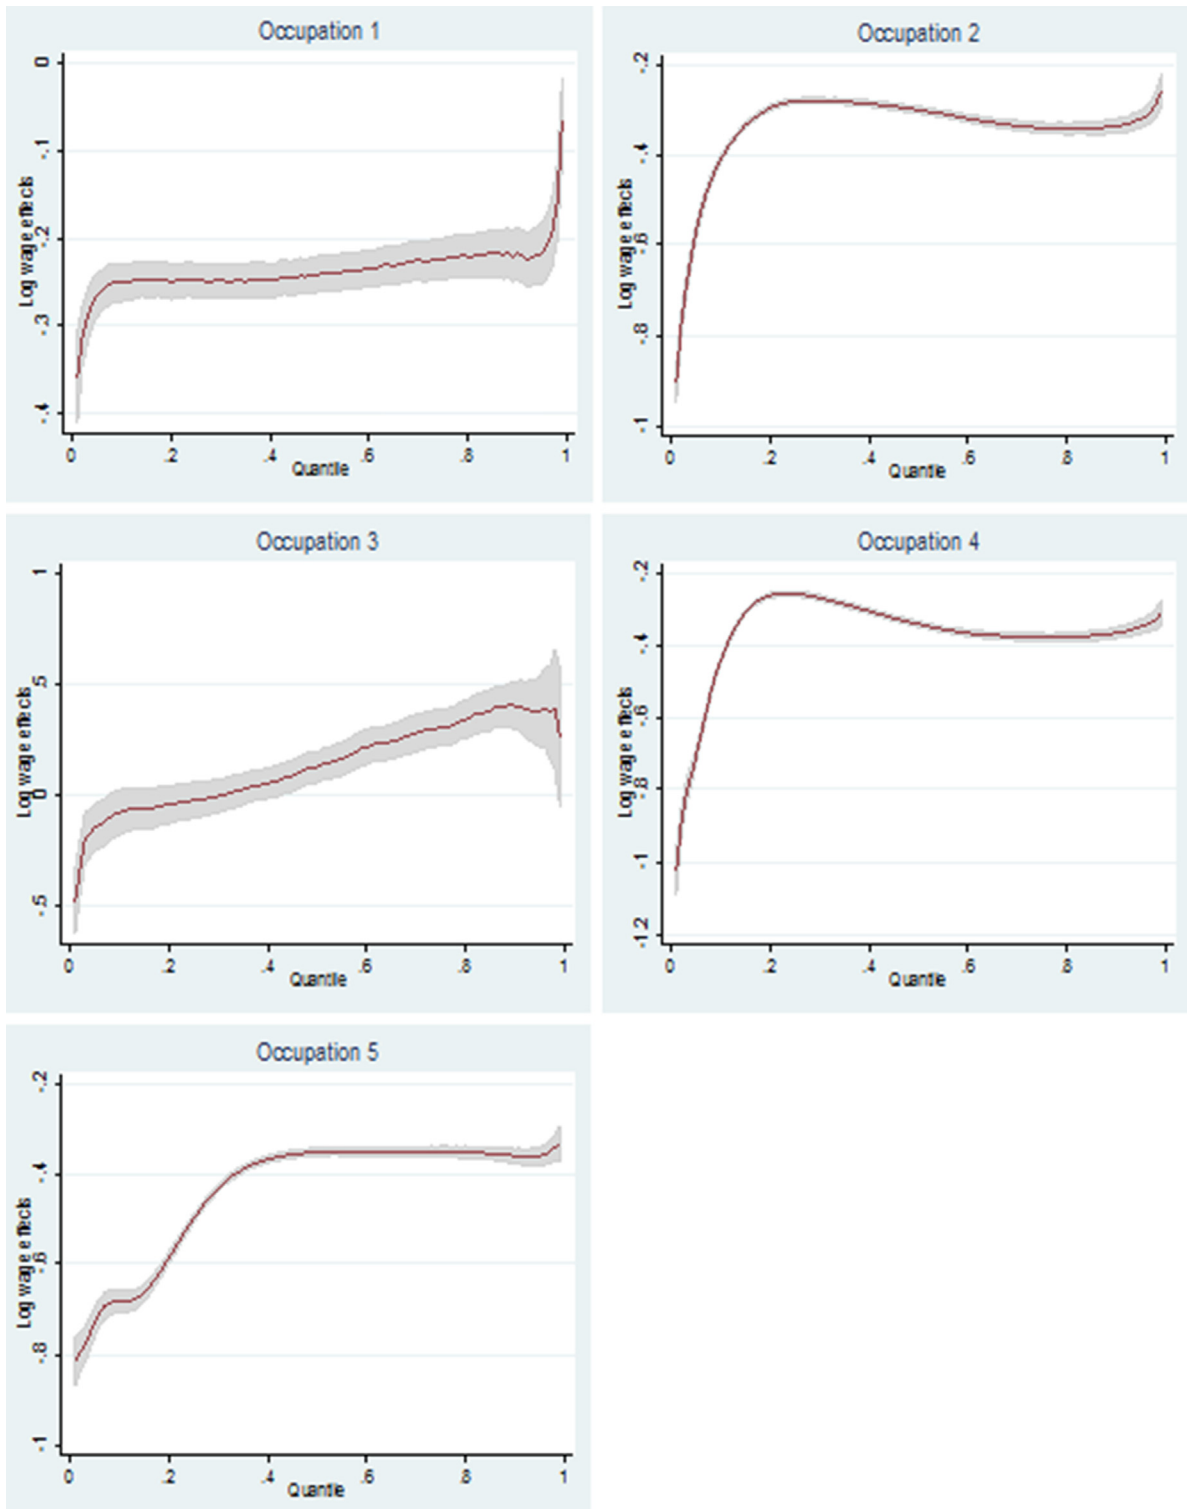 Occupation 1
0
-.1
-.2
-.3
-.4
Log wage effects
0 .2 .4 .6 .8 1
Quantile
Occupation 2
-.2
-.4
-.6
-.8
-1
Log wage effects
0 .2 .4 .6 .8 1
Quantile
Occupation 3
1
.5
0
-.5
Log wage effects
0 .2 .4 .6 .8 1
Quantile
Occupation 4
-.2
-.4
-.6
-.8
-1
-1.2
Log wage effects
0 .2 .4 .6 .8 1
Quantile
Occupation 5
-.2
-.4
-.6
-.8
-1
Log wage effects
0 .2 .4 .6 .8 1
Quantile